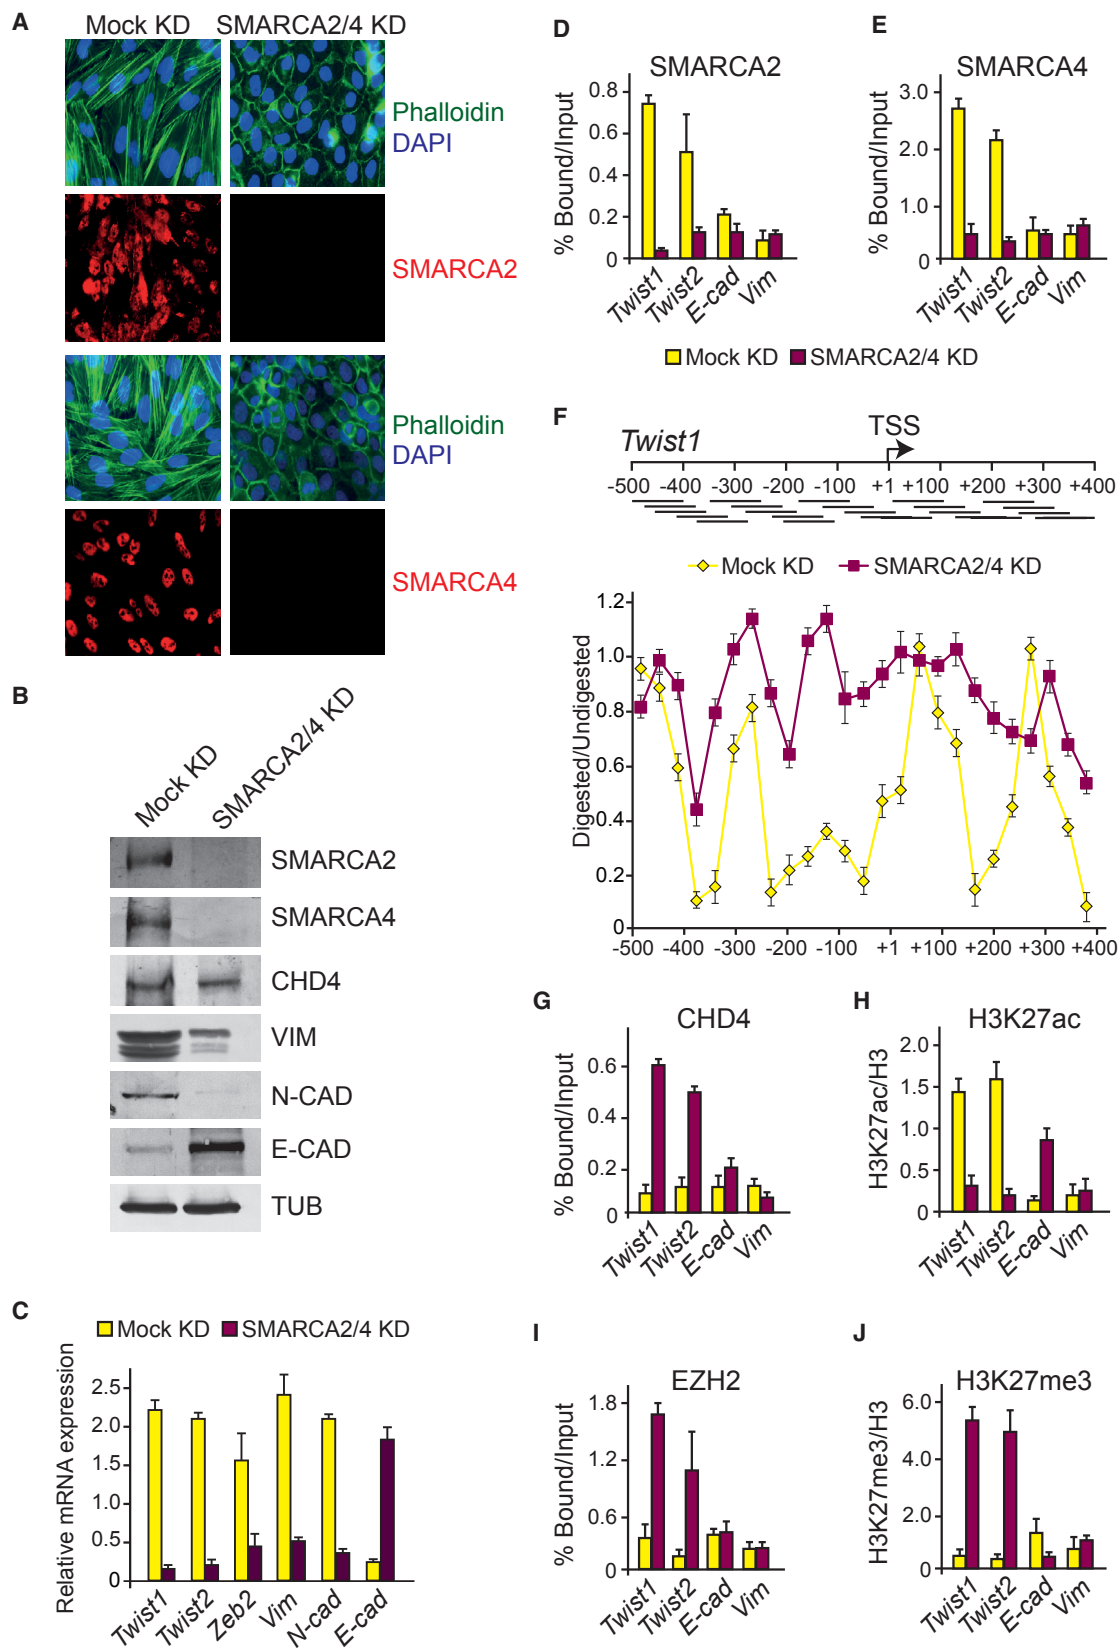 A
Mock KD SMARCA2/4 KD
Phalloidin
DAPI
SMARCA2
Phalloidin
DAPI
SMARCA4
B
Mock KD
SMARCA2/4 KD
SMARCA2
SMARCA4
CHD4
VIM
N-CAD
E-CAD
TUB
C
Mock KD SMARCA2/4 KD
Relative mRNA expression
2.5
2.0
1.5
1.0
0.5
0
Twist1 Twist2 Zeb2 Vim N-cad E-cad
D
SMARCA2
% Bound/Input
0.8
0.6
0.4
0.2
0
Twist1 Twist2 E-cad Vim
E
SMARCA4
% Bound/Input
3.0
2.0
1.0
0
Twist1 Twist2 E-cad Vim
Mock KD SMARCA2/4 KD
F
Twist1 TSS
-500 -400 -300 -200 -100 +1 +100 +200 +300 +400
Mock KD SMARCA2/4 KD
Digested/Undigested
1.2
1.0
0.8
0.6
0.4
0.2
0
-500 -400 -300 -200 -100 +1 +100 +200 +300 +400
G
CHD4
% Bound/Input
0.6
0.4
0.2
0
Twist1 Twist2 E-cad Vim
H
H3K27ac
H3K27ac/H3
2.0
1.5
1.0
0.5
0
Twist1 Twist2 E-cad Vim
I
EZH2
% Bound/Input
1.8
1.2
0.6
0
Twist1 Twist2 E-cad Vim
J
H3K27me3
H3K27me3/H3
6.0
4.0
2.0
0
Twist1 Twist2 E-cad Vim